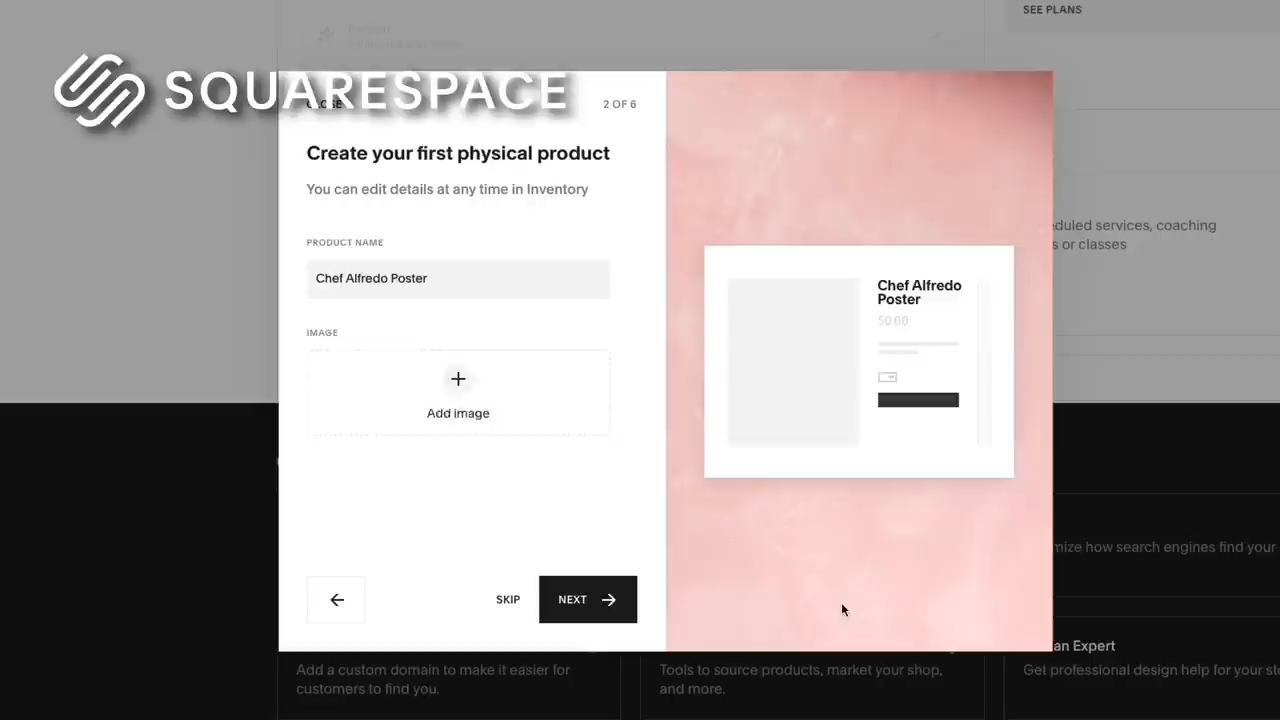 SEE PLANS
SQUARESPACE
CLOSE
2 OF 6
Create your first physical product
You can edit details at any time in Inventory
PRODUCT NAME
Chef Alfredo Poster
IMAGE
Add image
SKIP
NEXT
Chef Alfredo
Poster
$0.00
duled services, coaching
s or classes
mize how search engines find your
an Expert
Add a custom domain to make it easier for
customers to find you.
Tools to source products, market your shop,
and more.
Get professional design help for your sto